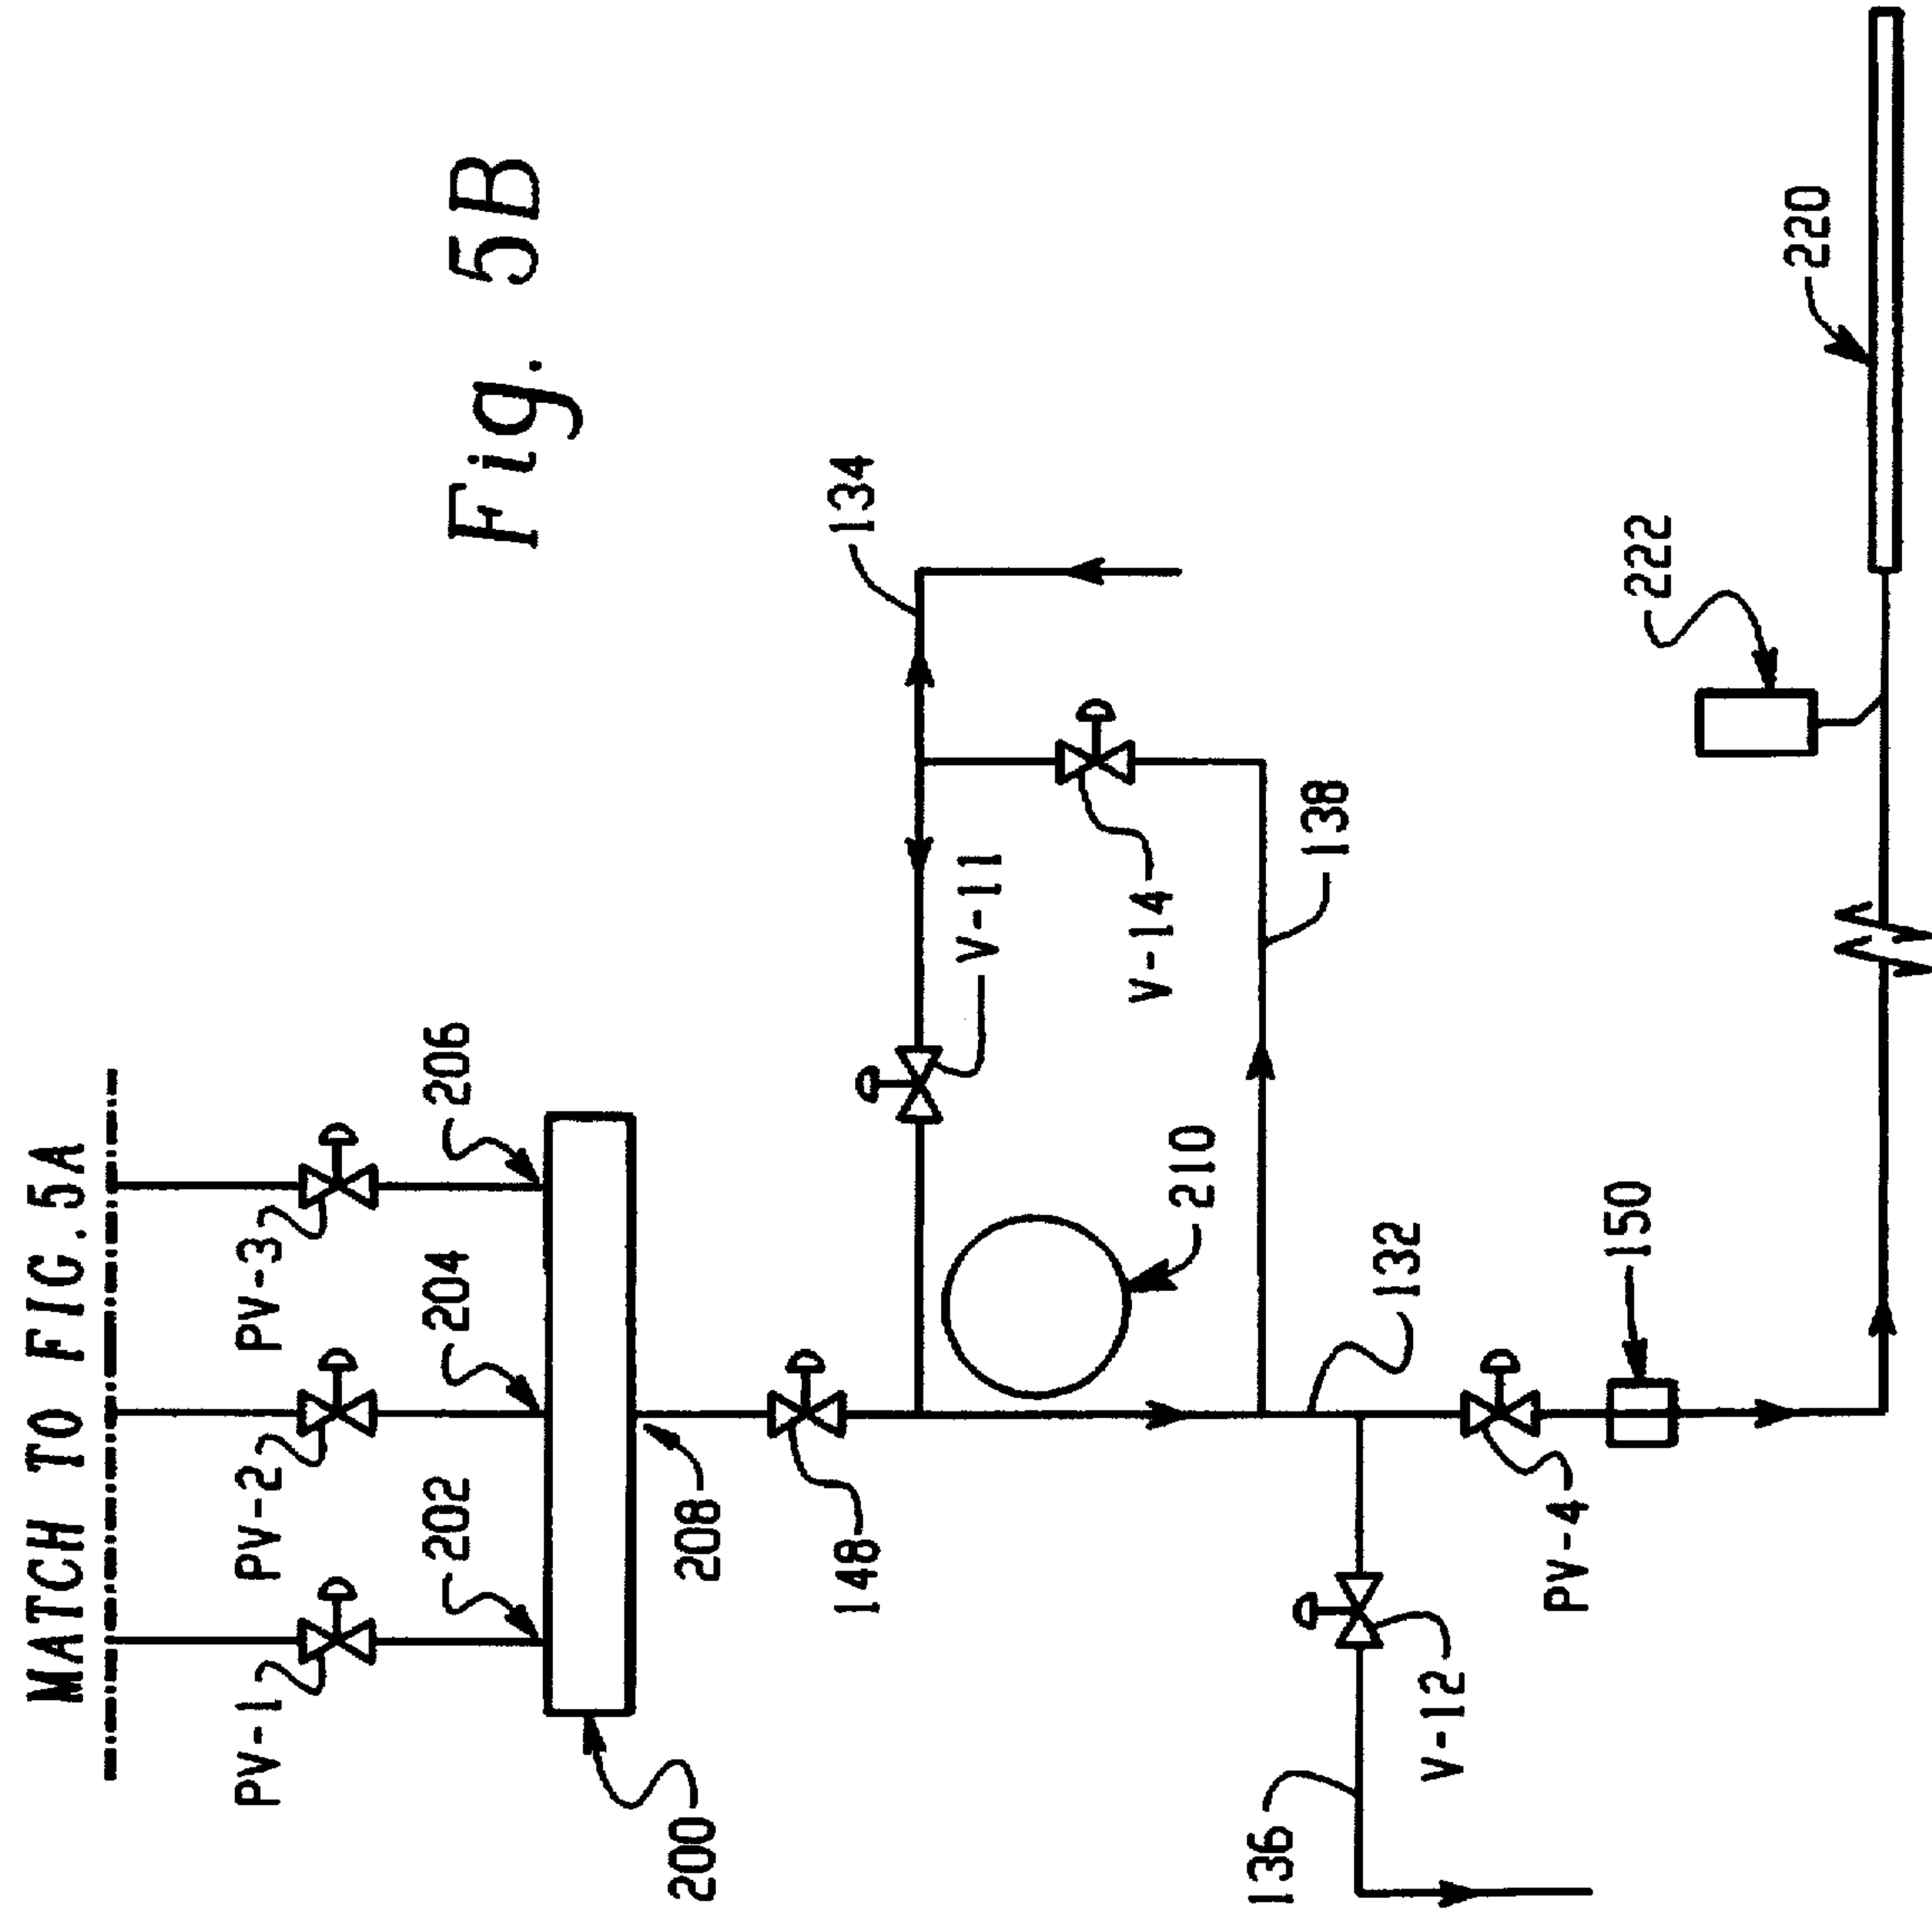 MATCH TO FIG. 5A
PV-1
PV-2
PV-3
202
204
206
200
208
148
Fig. 5B
134
V-11
V-14
210
138
132
136
V-12
PV-4
150
222
220